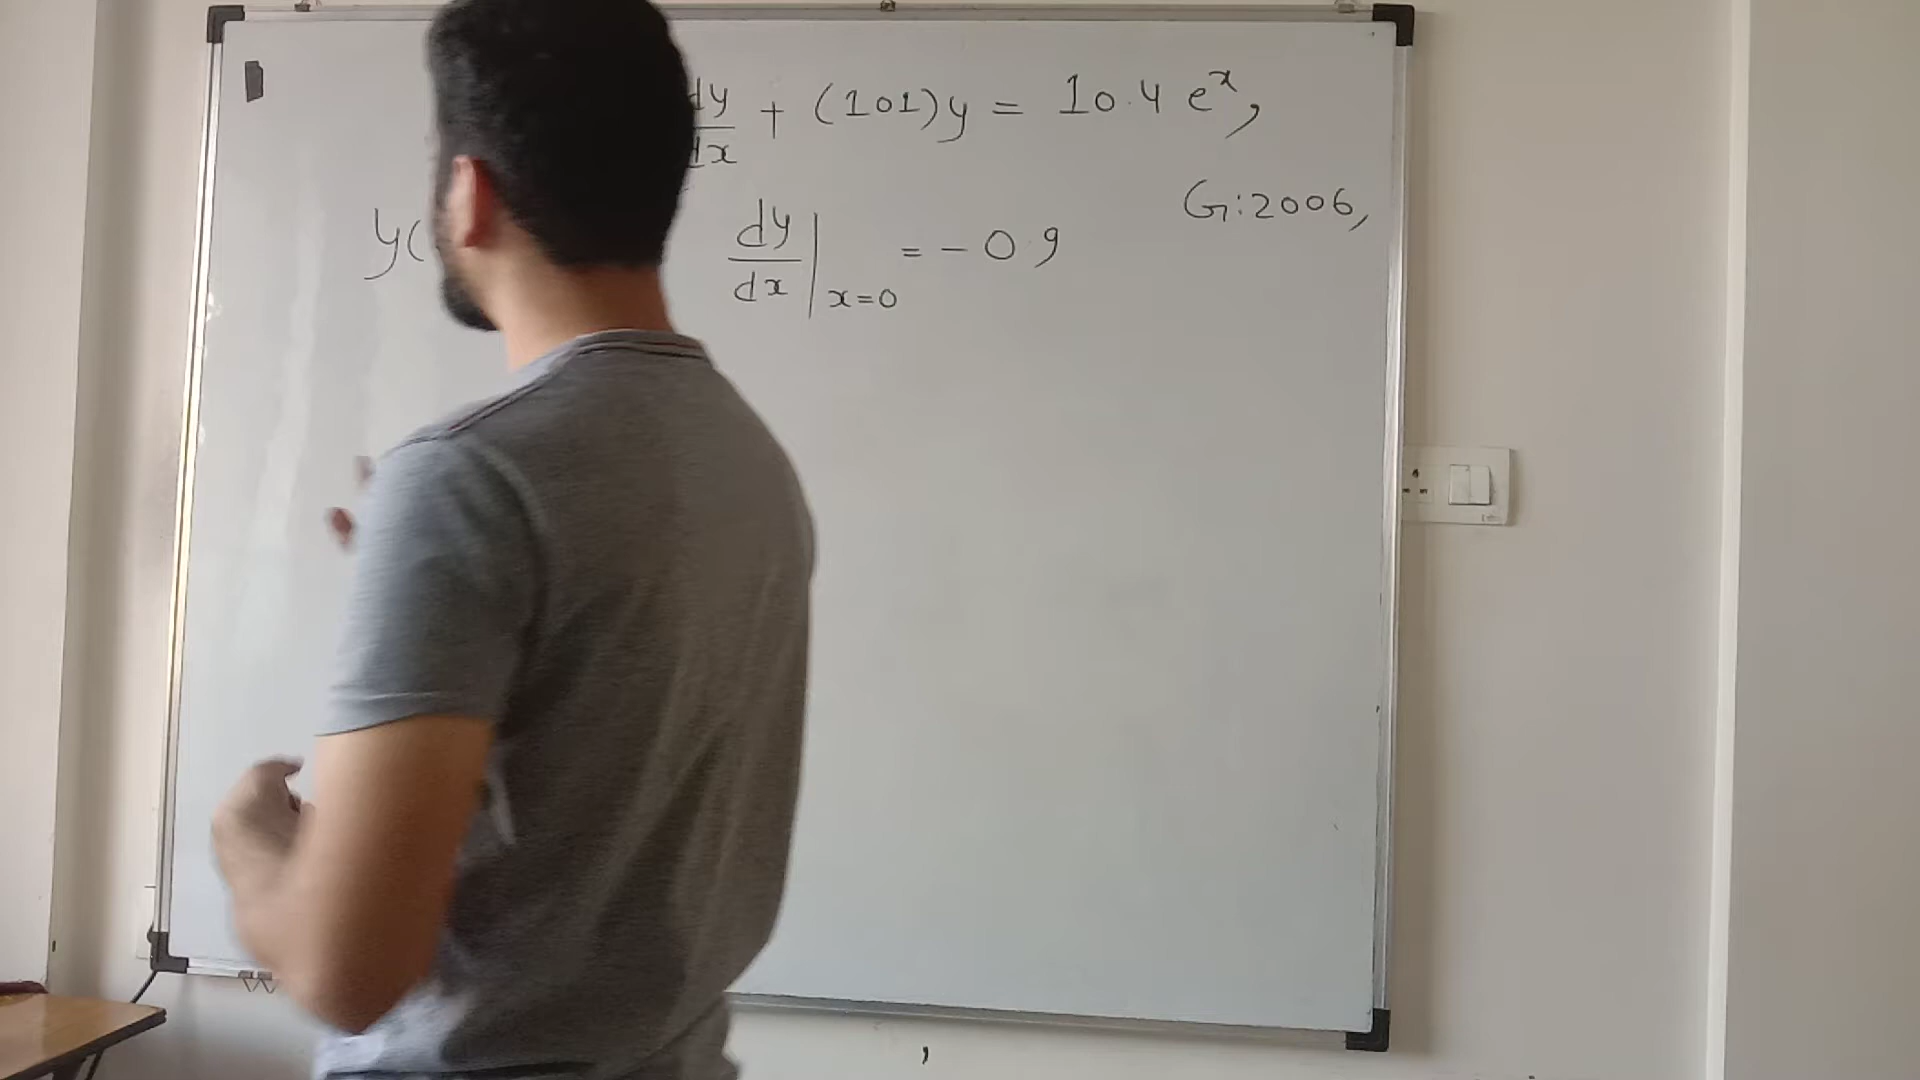 dy/dx + (101)y = 10.4 e^x,
G:2006,
y( dy/dx |x=0 = -0.9